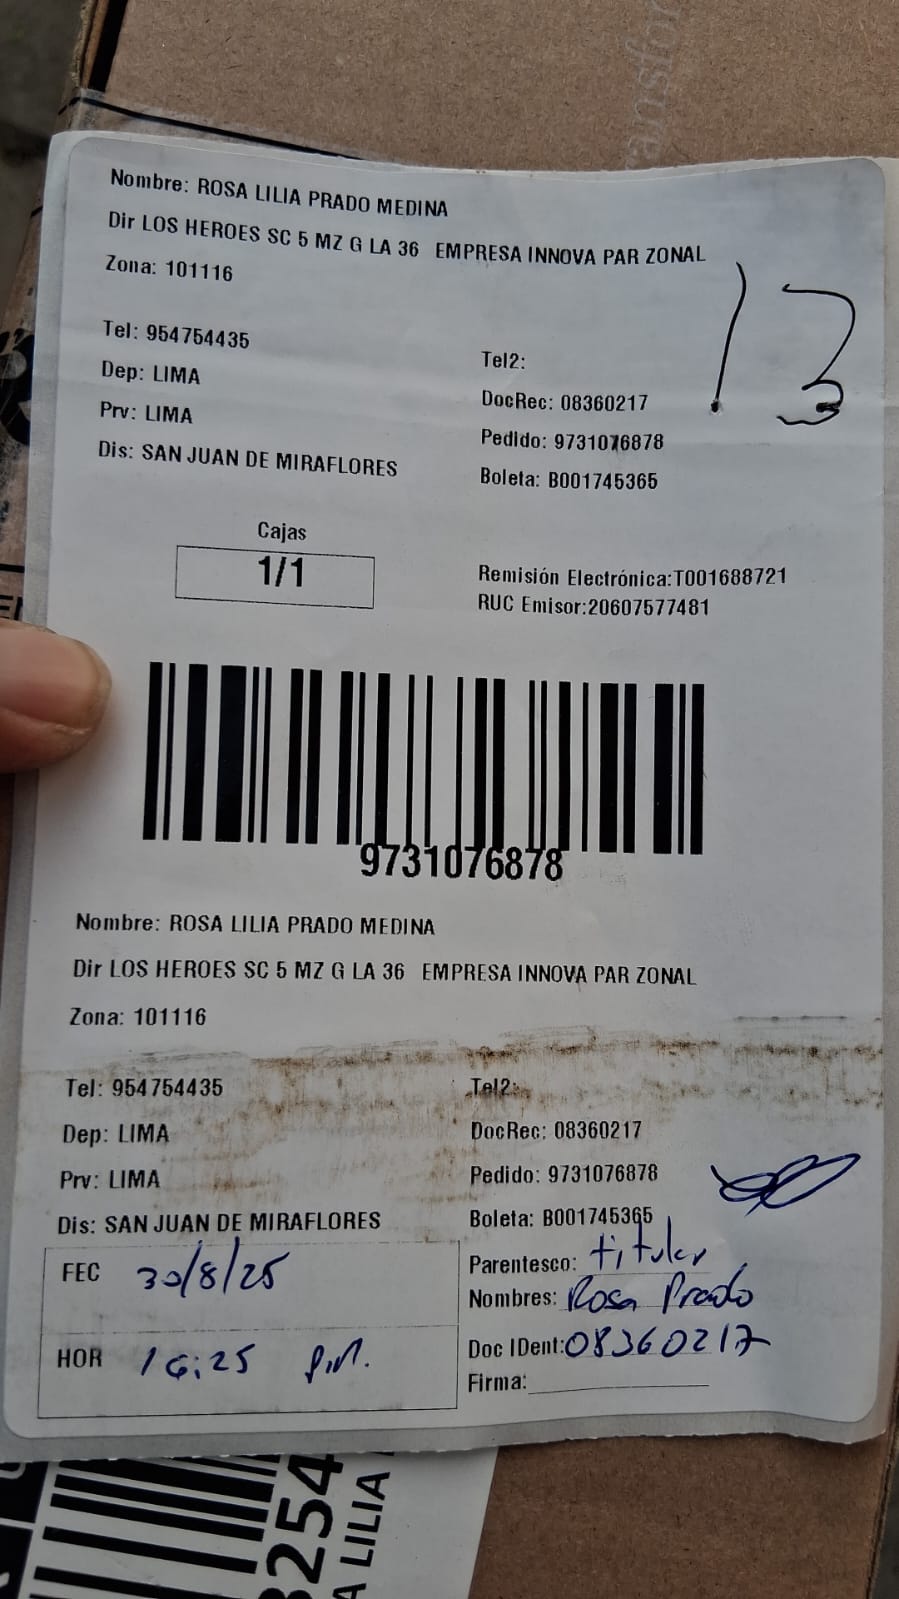 Nombre: ROSA LILIA PRADO MEDINA
Dir LOS HEROES SC 5 MZ G LA 36 EMPRESA INNOVA PAR ZONAL
Zona: 101116
13
Tel: 954754435
Tel2:
Dep: LIMA
DocRec: 08360217
Prv: LIMA
Pedido: 9731076878
Dis: SAN JUAN DE MIRAFLORES
Boleta: B001745365
Cajas
1/1
Remisión Electrónica:T001688721
RUC Emisor:20607577481
9731076878
Nombre: ROSA LILIA PRADO MEDINA
Dir LOS HEROES SC 5 MZ G LA 36 EMPRESA INNOVA PAR ZONAL
Zona: 101116
Tel: 954754435
Tel2:
Dep: LIMA
DocRec: 08360217
Prv: LIMA
Pedido: 9731076878
Dis: SAN JUAN DE MIRAFLORES
Boleta: B001745365
FEC 30/8/25
Parentesco: titular
Nombres: Rosa Prado
HOR 16:25 P.M.
Doc IDent: 08360217
Firma:
3254
A LILIA